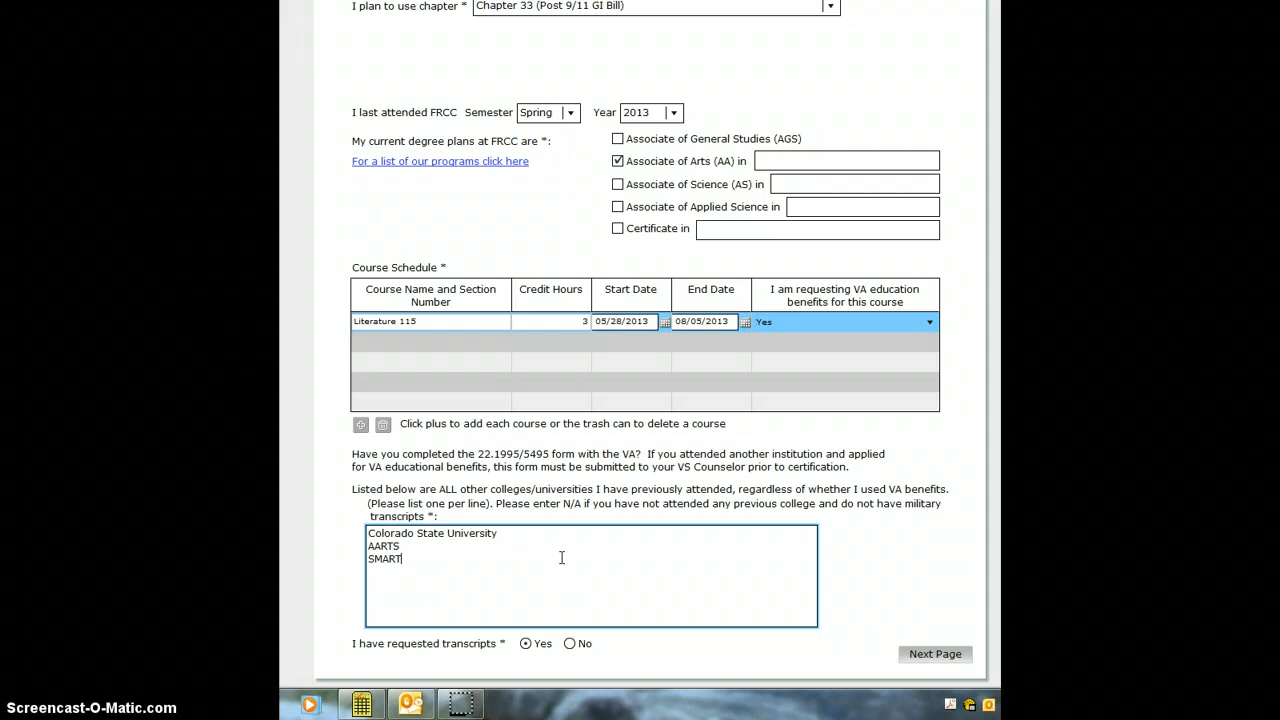 I plan to use chapter * Chapter 33 (Post 9/11 GI Bill)
I last attended FRCC Semester Spring Year 2013
My current degree plans at FRCC are *:
For a list of our programs click here
Associate of General Studies (AGS)
Associate of Arts (AA) in
Associate of Science (AS) in
Associate of Applied Science in
Certificate in
Course Schedule *
Course Name and Section Number Credit Hours Start Date End Date I am requesting VA education benefits for this course
Literature 115 3 05/28/2013 08/05/2013 Yes
Click plus to add each course or the trash can to delete a course
Have you completed the 22.1995/5495 form with the VA? If you attended another institution and applied
for VA educational benefits, this form must be submitted to your VS Counselor prior to certification.
Listed below are ALL other colleges/universities I have previously attended, regardless of whether I used VA benefits.
(Please list one per line). Please enter N/A if you have not attended any previous college and do not have military
transcripts *:
Colorado State University
AARTS
SMART
I have requested transcripts * Yes No
Next Page
Screencast-O-Matic.com